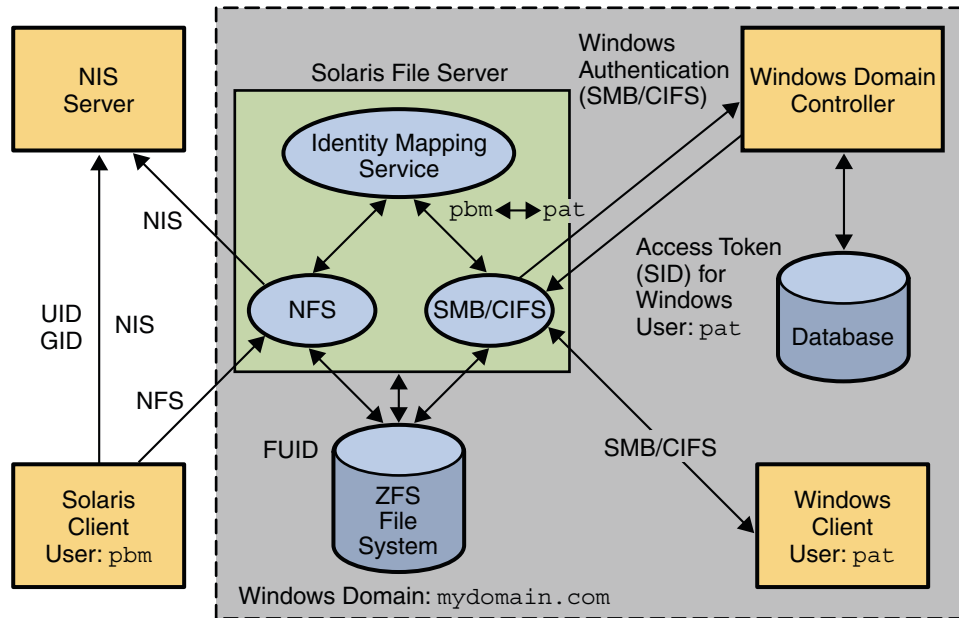 NIS
Server
Solaris File Server
Windows
Authentication
(SMB/CIFS)
Windows Domain
Controller
Identity Mapping
Service
pbm
pat
NIS
NFS
SMB/CIFS
Access Token
(SID) for
Windows
User: pat
Database
UID
GID
NIS
NFS
FUID
ZFS
File
System
SMB/CIFS
Solaris
Client
User: pbm
Windows
Client
User: pat
Windows Domain: mydomain.com